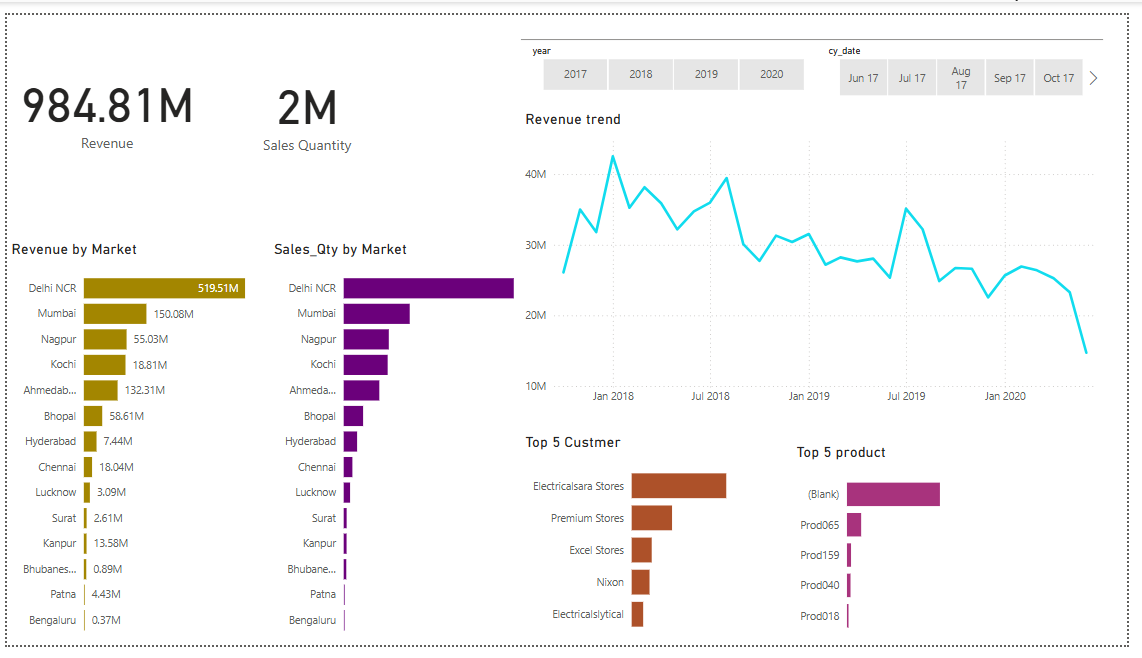 984.81M
Revenue
2M
Sales Quantity
year
2017 2018 2019 2020
cy_date
Jun 17 Jul 17 Aug 17 Sep 17 Oct 17
Revenue trend
40M
30M
20M
10M
Jan 2018 Jul 2018 Jan 2019 Jul 2019 Jan 2020
Revenue by Market
Delhi NCR 519.51M
Mumbai 150.08M
Nagpur 55.03M
Kochi 18.81M
Ahmedab... 132.31M
Bhopal 58.61M
Hyderabad 7.44M
Chennai 18.04M
Lucknow 3.09M
Surat 2.61M
Kanpur 13.58M
Bhubanes... 0.89M
Patna 4.43M
Bengaluru 0.37M
Sales_Qty by Market
Delhi NCR
Mumbai
Nagpur
Kochi
Ahmeda...
Bhopal
Hyderabad
Chennai
Lucknow
Surat
Kanpur
Bhubane...
Patna
Bengaluru
Top 5 Custmer
Electricalsara Stores
Premium Stores
Excel Stores
Nixon
Electricalslytical
Top 5 product
(Blank)
Prod065
Prod159
Prod040
Prod018